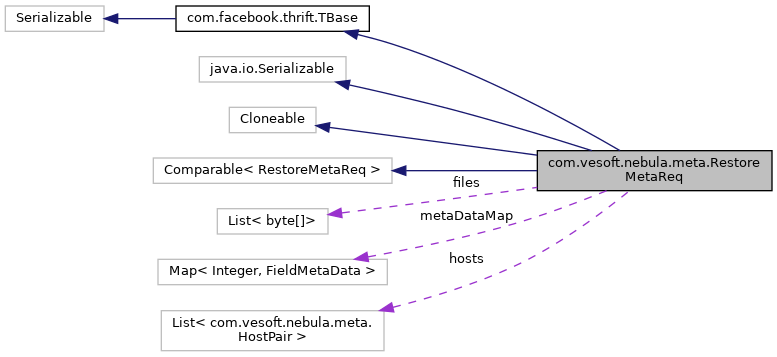 Serializable
com.facebook.thrift.TBase
java.io.Serializable
Cloneable
Comparable< RestoreMetaReq >
com.vesoft.nebula.meta.Restore
MetaReq
files
List< byte[]>
metaDataMap
Map< Integer, FieldMetaData >
hosts
List< com.vesoft.nebula.meta.
HostPair >